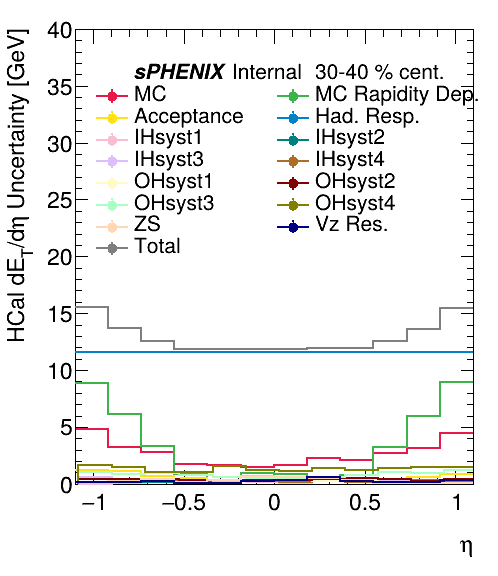 HCal dE_T/dη Uncertainty [GeV]
40
35
30
25
20
15
10
5
0
sPHENIX Internal 30-40 % cent.
MC MC Rapidity Dep.
Acceptance Had. Resp.
IHsyst1 IHsyst2
IHsyst3 IHsyst4
OHsyst1 OHsyst2
OHsyst3 OHsyst4
ZS Vz Res.
Total
−1 −0.5 0 0.5 1
η